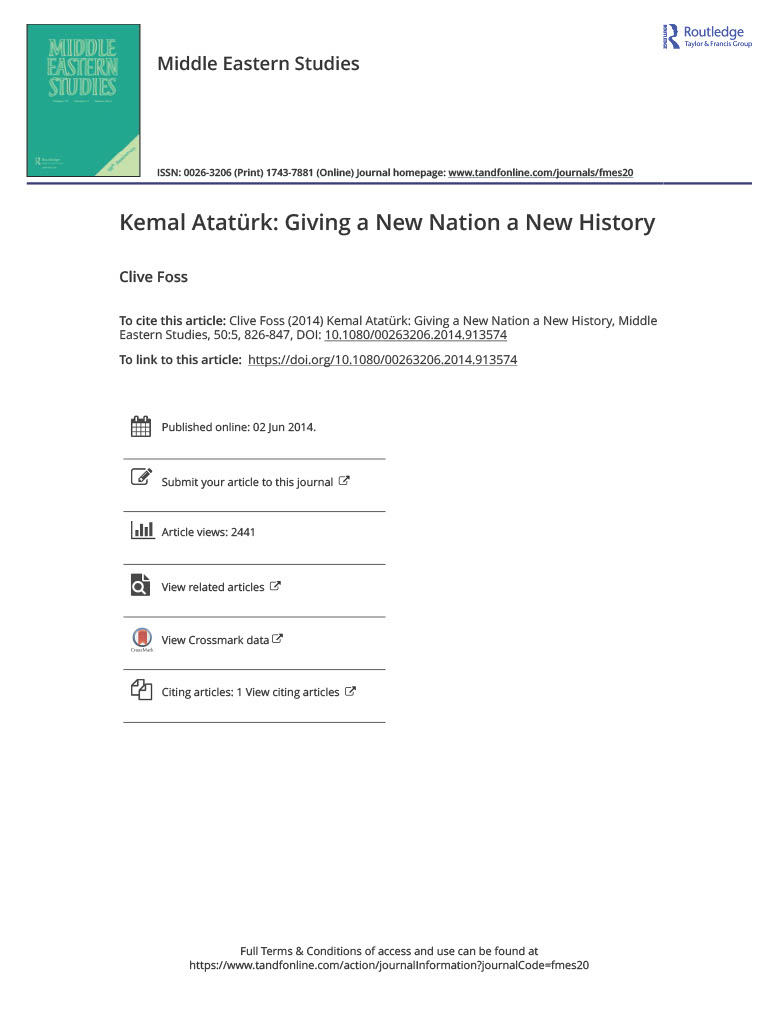 MIDDLE
EASTERN
STUDIES
Routledge
Middle Eastern Studies
Routledge
Taylor & Francis Group
ROUTLEDGE
ISSN: 0026-3206 (Print) 1743-7881 (Online) Journal homepage: www.tandfonline.com/journals/fmes20
Kemal Atatürk: Giving a New Nation a New History
Clive Foss
To cite this article: Clive Foss (2014) Kemal Atatürk: Giving a New Nation a New History, Middle
Eastern Studies, 50:5, 826-847, DOI: 10.1080/00263206.2014.913574
To link to this article: https://doi.org/10.1080/00263206.2014.913574
Published online: 02 Jun 2014.
Submit your article to this journal
Article views: 2441
View related articles
View Crossmark data
CrossMark
Citing articles: 1 View citing articles
Full Terms & Conditions of access and use can be found at
https://www.tandfonline.com/action/journalInformation?journalCode=fmes20